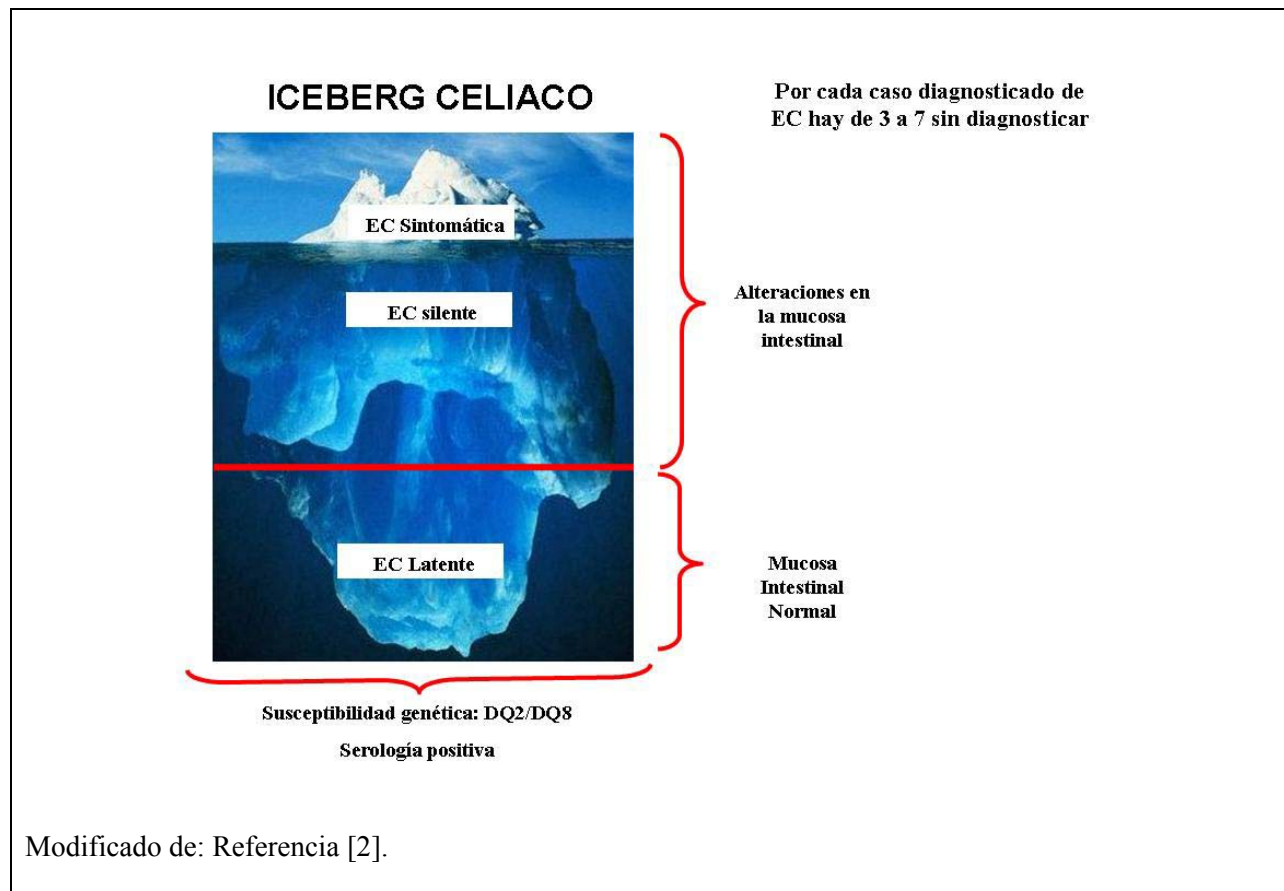 ICEBERG CELIACO
Por cada caso diagnosticado de
EC hay de 3 a 7 sin diagnosticar
EC Sintomática
EC silente
Alteraciones en
la mucosa
intestinal
EC Latente
Mucosa
Intestinal
Normal
Susceptibilidad genética: DQ2/DQ8
Serología positiva
Modificado de: Referencia [2].